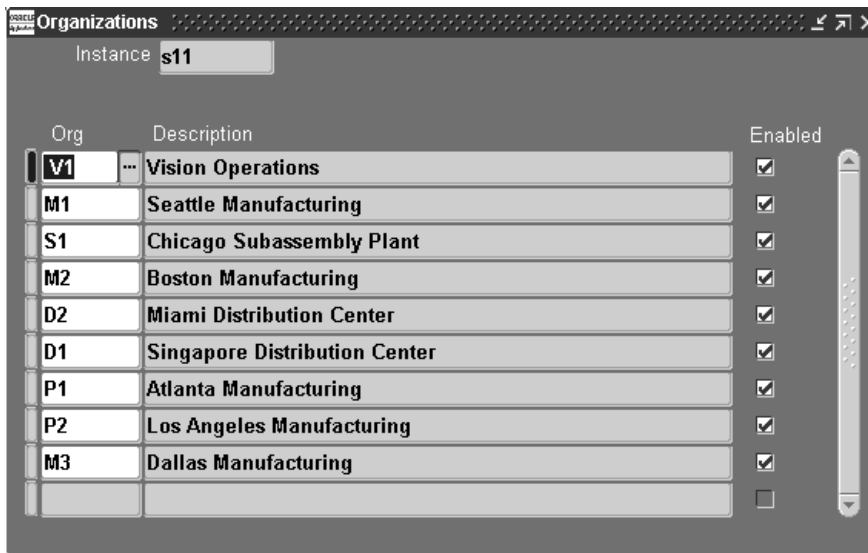 Organizations
Instance s11
Org Description Enabled
V1 ... Vision Operations
M1 Seattle Manufacturing
S1 Chicago Subassembly Plant
M2 Boston Manufacturing
D2 Miami Distribution Center
D1 Singapore Distribution Center
P1 Atlanta Manufacturing
P2 Los Angeles Manufacturing
M3 Dallas Manufacturing